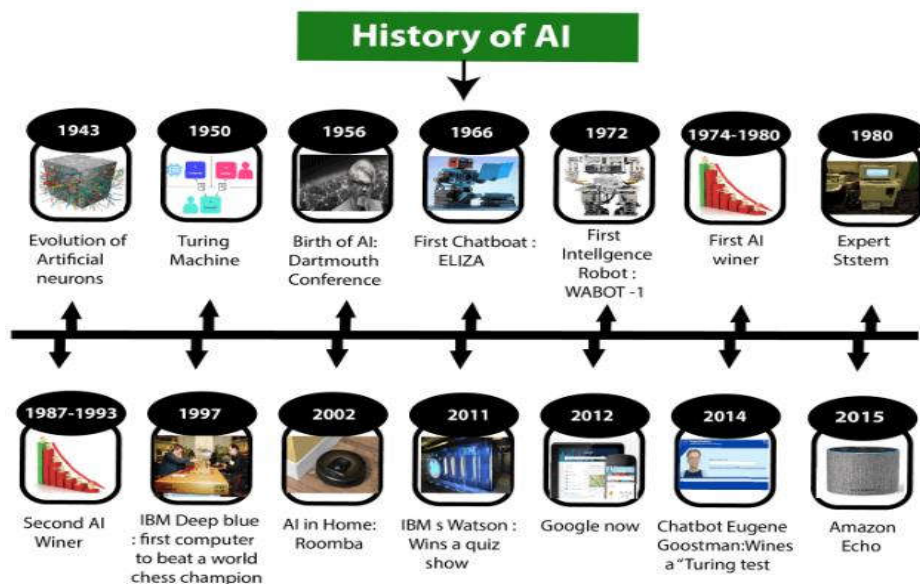 History of AI
1943
Evolution of
Artificial
neurons
1950
Turing
Machine
1956
Birth of AI:
Dartmouth
Conference
1966
First Chatboat :
ELIZA
1972
First
Intellgence
Robot :
WABOT -1
1974-1980
First AI
winer
1980
Expert
Ststem
1987-1993
Second AI
Winer
1997
IBM Deep blue
: first computer
to beat a world
chess champion
2002
AI in Home:
Roomba
2011
IBM s Watson :
Wins a quiz
show
2012
Google now
2014
Chatbot Eugene
Goostman:Wines
a "Turing test
2015
Amazon
Echo